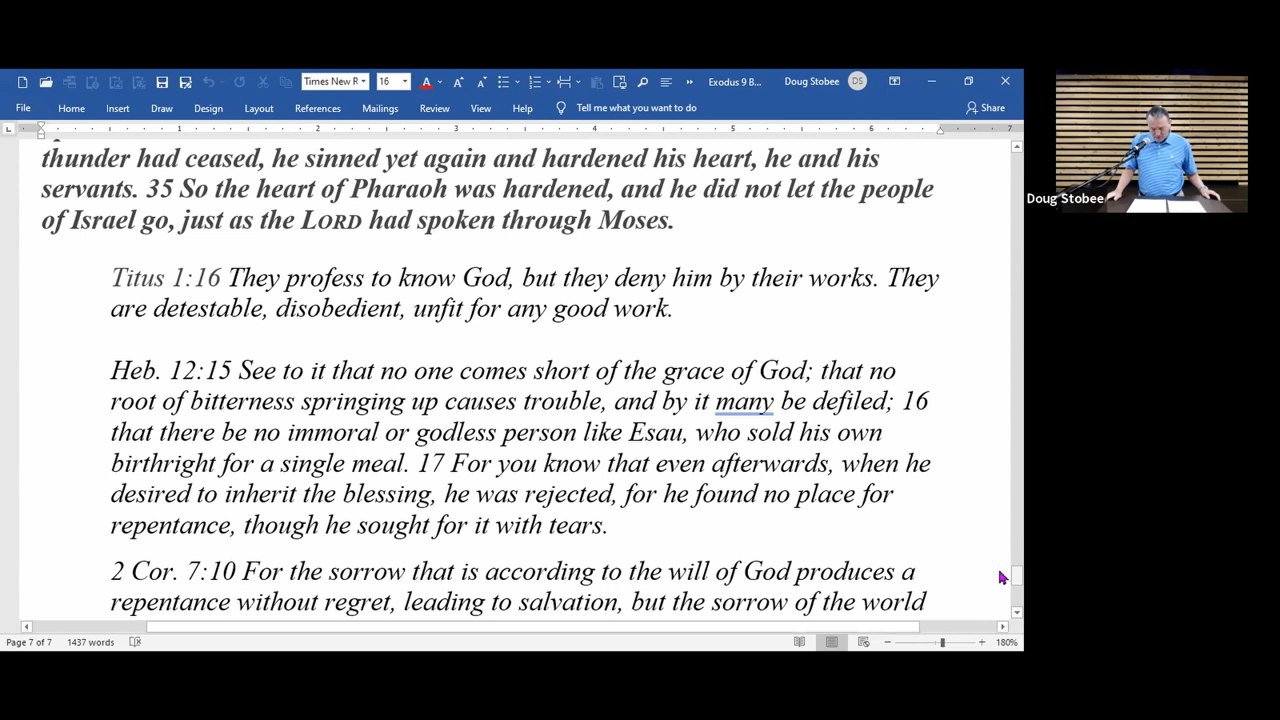 Times New R
16
Exodus 9 B...
Doug Stobee
DS
File
Home
Insert
Draw
Design
Layout
References
Mailings
Review
View
Help
Tell me what you want to do
Share
1 2 3 4 5 6 7
thunder had ceased, he sinned yet again and hardened his heart, he and his
servants. 35 So the heart of Pharaoh was hardened, and he did not let the people
of Israel go, just as the LORD had spoken through Moses.
Titus 1:16 They profess to know God, but they deny him by their works. They
are detestable, disobedient, unfit for any good work.
Heb. 12:15 See to it that no one comes short of the grace of God; that no
root of bitterness springing up causes trouble, and by it many be defiled; 16
that there be no immoral or godless person like Esau, who sold his own
birthright for a single meal. 17 For you know that even afterwards, when he
desired to inherit the blessing, he was rejected, for he found no place for
repentance, though he sought for it with tears.
2 Cor. 7:10 For the sorrow that is according to the will of God produces a
repentance without regret, leading to salvation, but the sorrow of the world
Page 7 of 7
1437 words
180%
Doug Stobee